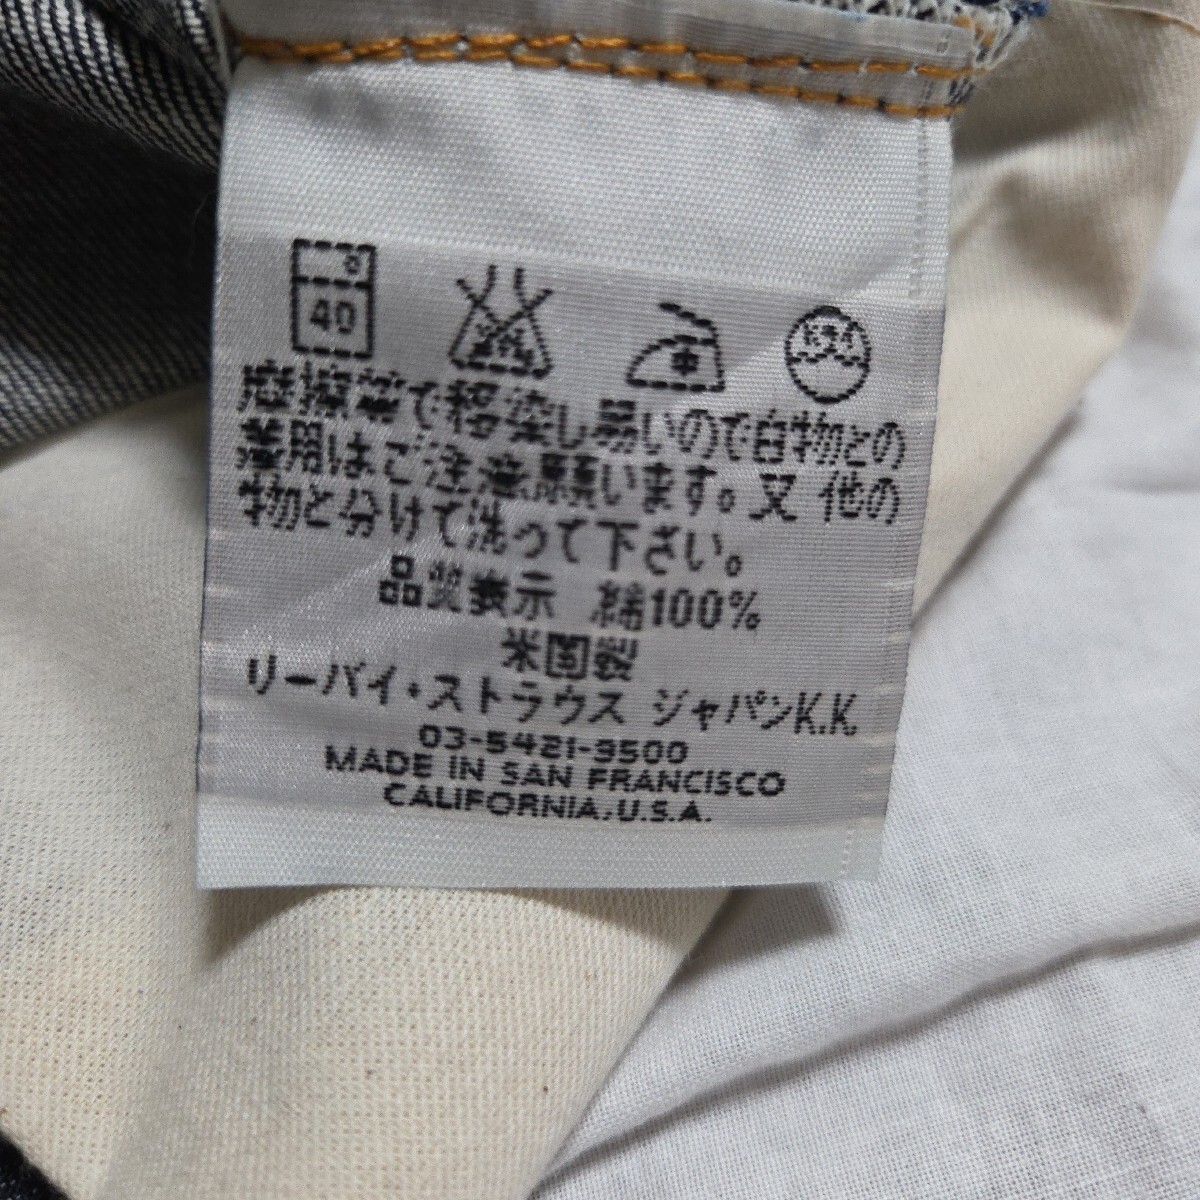 40
ドライ
摩擦等で移染し易いので白物との
着用はご注意願います。又 他の
物と分けて洗って下さい。
品質表示 綿100%
米国製
リーバイ・ストラウス ジャパンK.K.
03-5421-9500
MADE IN SAN FRANCISCO
CALIFORNIA,U.S.A.